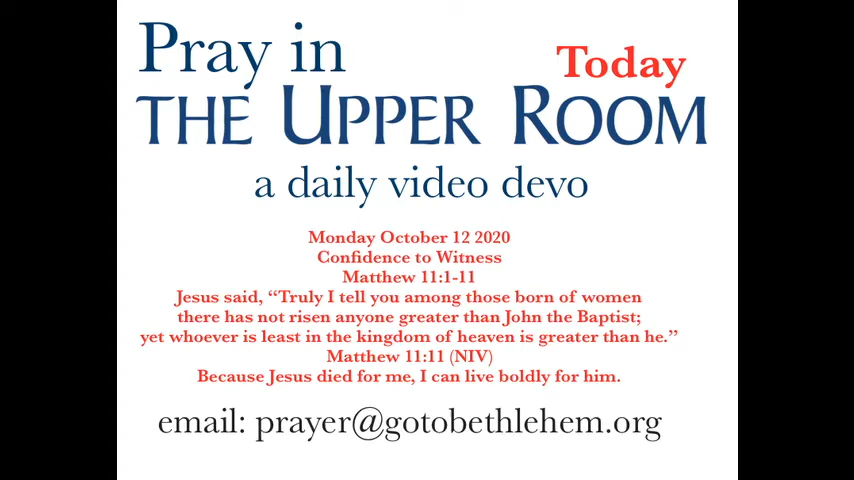 Pray in
Today
THE UPPER ROOM
a daily video devo
Monday October 12 2020
Confidence to Witness
Matthew 11:1-11
Jesus said, “Truly I tell you among those born of women
there has not risen anyone greater than John the Baptist;
yet whoever is least in the kingdom of heaven is greater than he.”
Matthew 11:11 (NIV)
Because Jesus died for me, I can live boldly for him.
email: prayer@gotobethlehem.org